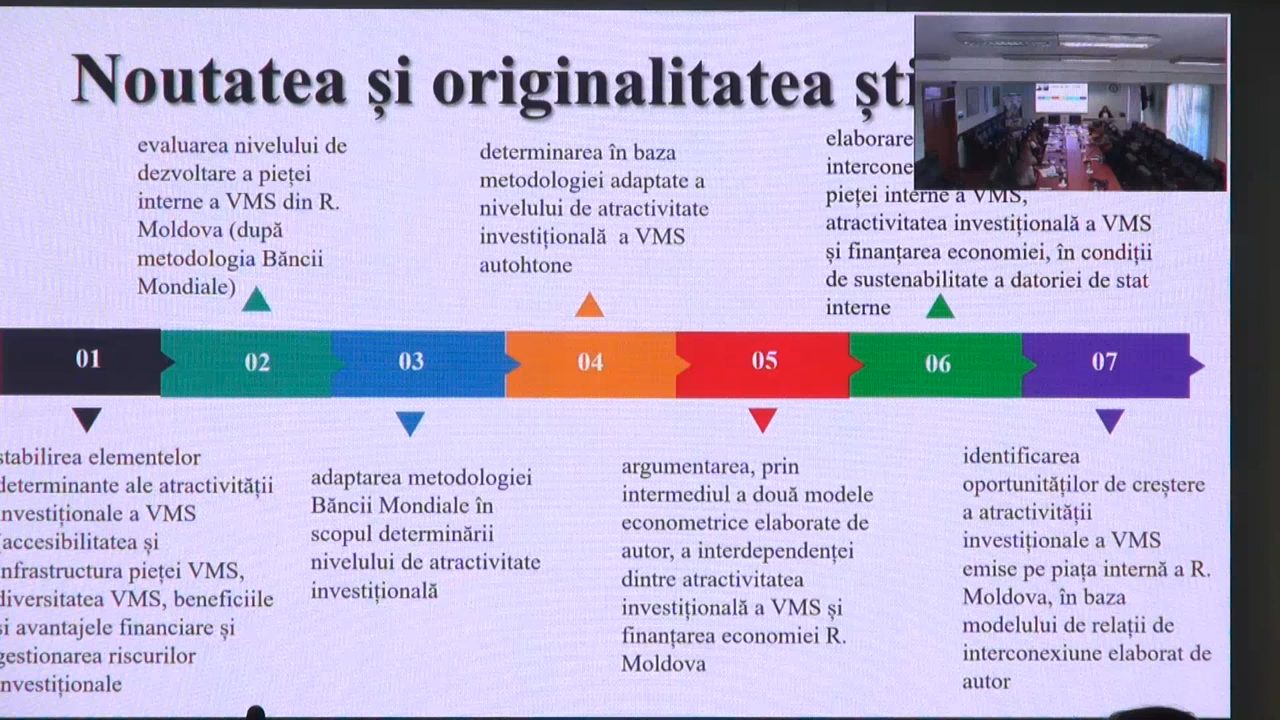 Noutatea și originalitatea ști
evaluarea nivelului de
dezvoltare a pieței
interne a VMS din R.
Moldova (după
metodologia Băncii
Mondiale)
determinarea în baza
metodologiei adaptate a
nivelului de atractivitate
investițională a VMS
autohtone
elaborare
intercone
pieței interne a VMS,
atractivitatea investițională a VMS
și finanțarea economiei, în condiții
de sustenabilitate a datoriei de stat
interne
01
02
03
04
05
06
07
stabilirea elementelor
determinante ale atractivității
investiționale a VMS
(accesibilitatea și
infrastructura pieței VMS,
diversitatea VMS, beneficiile
și avantajele financiare și
gestionarea riscurilor
investiționale
adaptarea metodologiei
Băncii Mondiale în
scopul determinării
nivelului de atractivitate
investițională
argumentarea, prin
intermediul a două modele
econometrice elaborate de
autor, a interdependenței
dintre atractivitatea
investițională a VMS și
finanțarea economiei R.
Moldova
identificarea
oportunităților de creștere
a atractivității
investiționale a VMS
emise pe piața internă a R.
Moldova, în baza
modelului de relații de
interconexiune elaborat de
autor